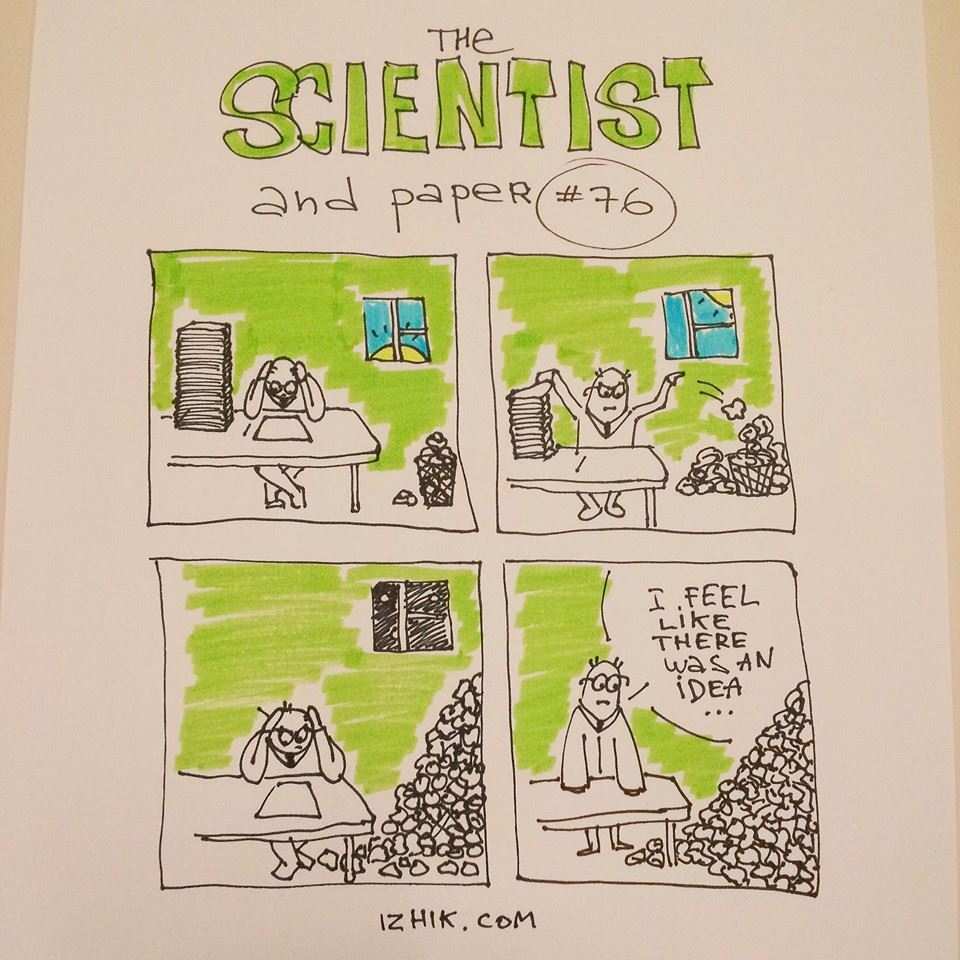 THE
SCIENTIST
and papeR #76
I FEEL
LIKE
THERE
WAS AN
iDEA
...
IZHIK.COM